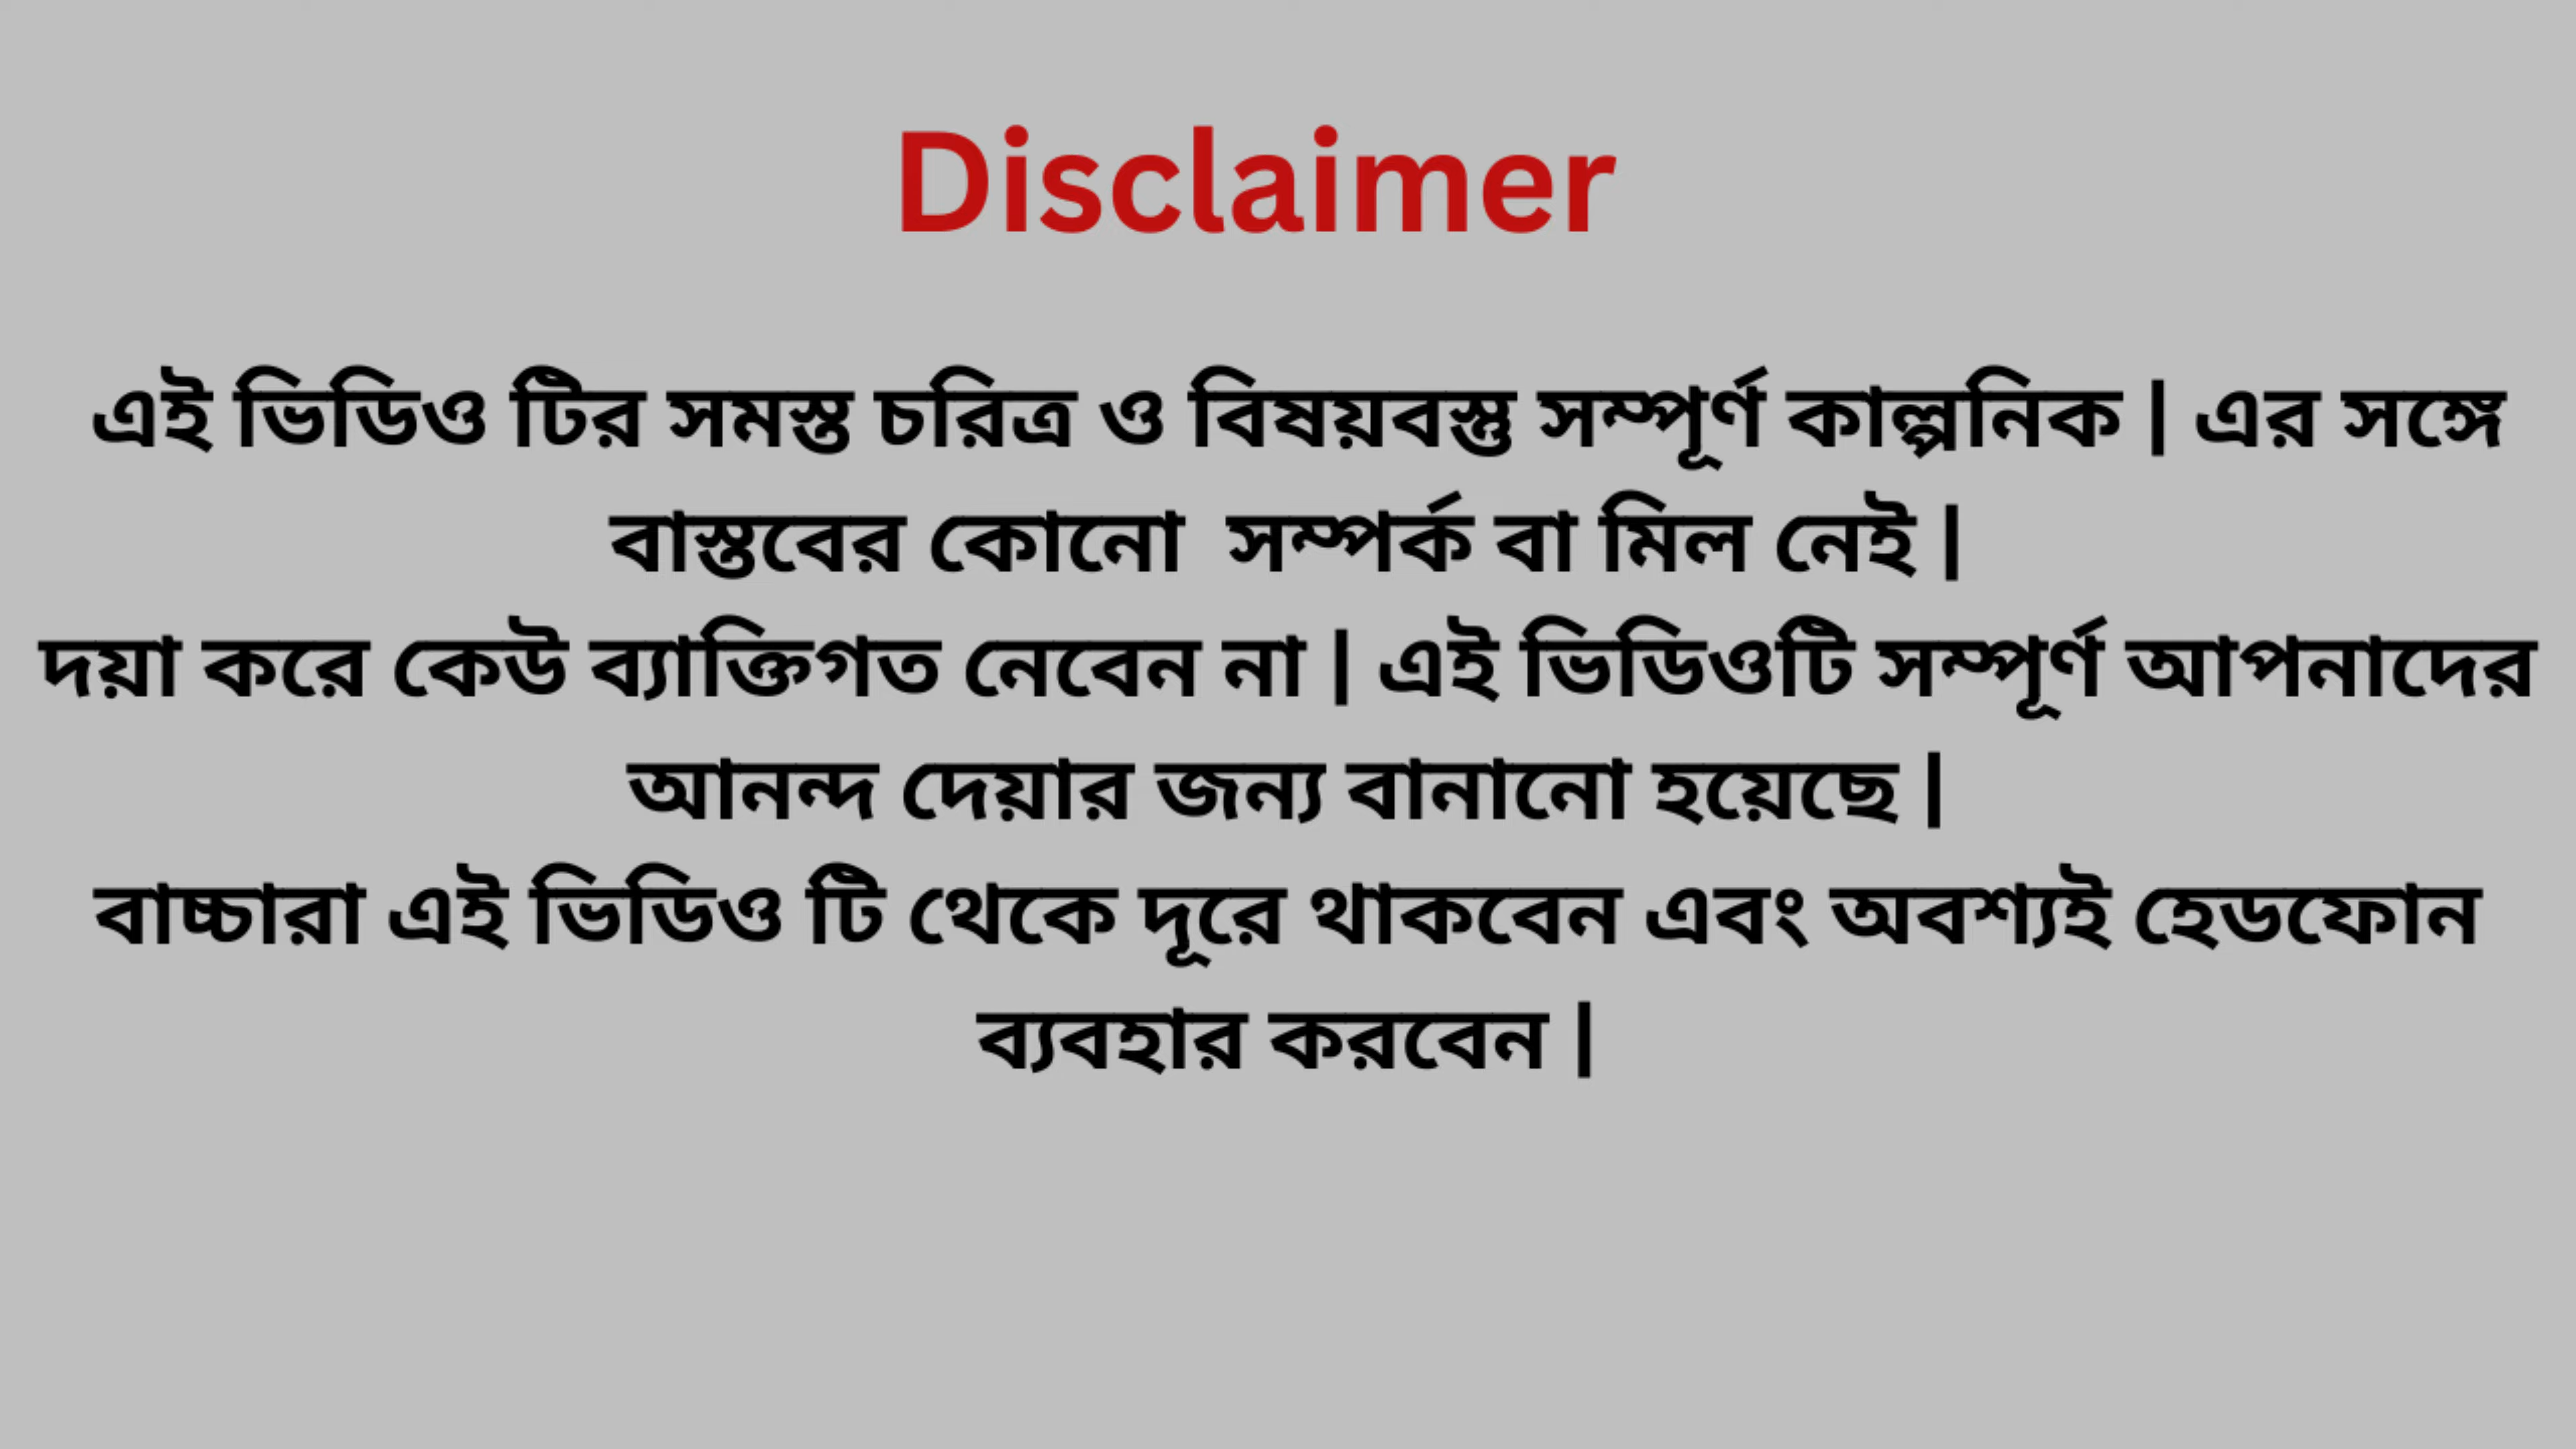 Disclaimer
এই ভিডিও টির সমস্ত চরিত্র ও বিষয়বস্তু সম্পূর্ণ কাল্পনিক | এর সঙ্গে
বাস্তবের কোনো সম্পর্ক বা মিল নেই |
দয়া করে কেউ ব্যাক্তিগত নেবেন না | এই ভিডিওটি সম্পূর্ণ আপনাদের
আনন্দ দেয়ার জন্য বানানো হয়েছে |
বাচ্চারা এই ভিডিও টি থেকে দূরে থাকবেন এবং অবশ্যই হেডফোন
ব্যবহার করবেন |